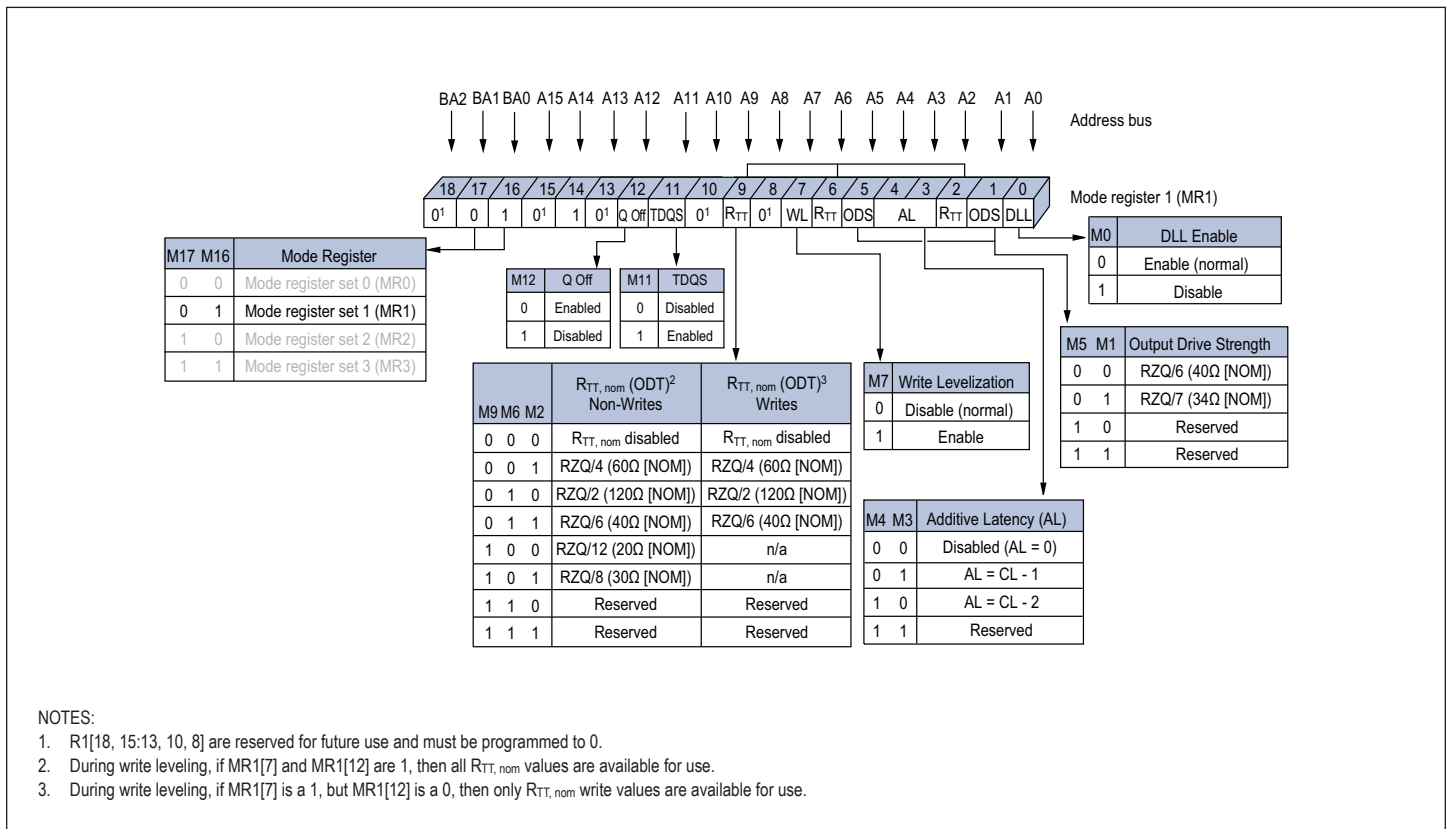 BA2 BA1 BA0 A15 A14 A13 A12 A11 A10 A9 A8 A7 A6 A5 A4 A3 A2 A1 A0
Address bus
18 17 16 15 14 13 12 11 10 9 8 7 6 5 4 3 2 1 0
Mode register 1 (MR1)
0¹ 0 1 0¹ 1 0¹ Q Off TDQS 0¹ RTT 0¹ WL RTT ODS AL RTT ODS DLL
M17 M16 Mode Register
0 0 Mode register set 0 (MR0)
0 1 Mode register set 1 (MR1)
1 0 Mode register set 2 (MR2)
1 1 Mode register set 3 (MR3)
M12 Q Off
0 Enabled
1 Disabled
M11 TDQS
0 Disabled
1 Enabled
M0 DLL Enable
0 Enable (normal)
1 Disable
M5 M1 Output Drive Strength
0 0 RZQ/6 (40Ω [NOM])
0 1 RZQ/7 (34Ω [NOM])
1 0 Reserved
1 1 Reserved
RTT, nom (ODT)² RTT, nom (ODT)³
M9 M6 M2 Non-Writes Writes
0 0 0 RTT, nom disabled RTT, nom disabled
0 0 1 RZQ/4 (60Ω [NOM]) RZQ/4 (60Ω [NOM])
0 1 0 RZQ/2 (120Ω [NOM]) RZQ/2 (120Ω [NOM])
0 1 1 RZQ/6 (40Ω [NOM]) RZQ/6 (40Ω [NOM])
1 0 0 RZQ/12 (20Ω [NOM]) n/a
1 0 1 RZQ/8 (30Ω [NOM]) n/a
1 1 0 Reserved Reserved
1 1 1 Reserved Reserved
M7 Write Levelization
0 Disable (normal)
1 Enable
M4 M3 Additive Latency (AL)
0 0 Disabled (AL = 0)
0 1 AL = CL - 1
1 0 AL = CL - 2
1 1 Reserved
NOTES:
1. R1[18, 15:13, 10, 8] are reserved for future use and must be programmed to 0.
2. During write leveling, if MR1[7] and MR1[12] are 1, then all RTT, nom values are available for use.
3. During write leveling, if MR1[7] is a 1, but MR1[12] is a 0, then only RTT, nom write values are available for use.